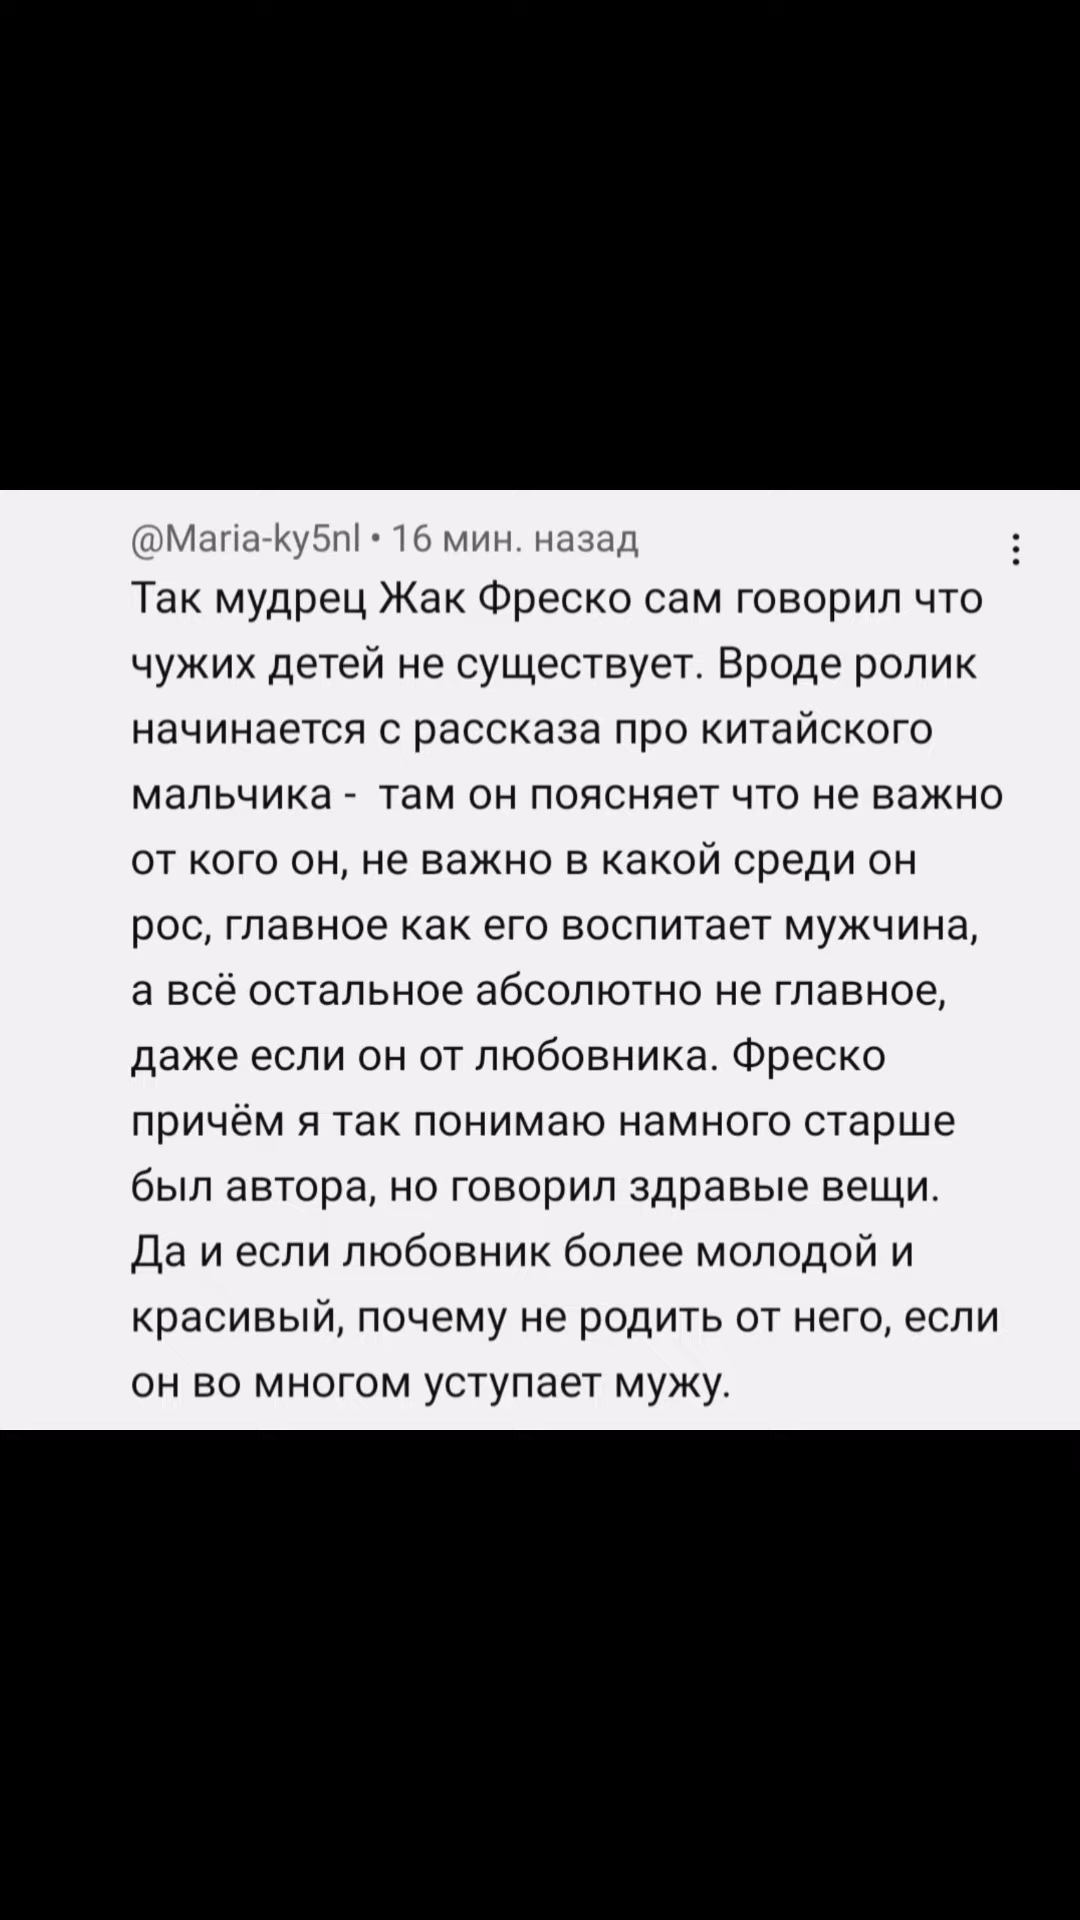 @Maria-ky5nl • 16 мин. назад
Так мудрец Жак Фреско сам говорил что
чужих детей не существует. Вроде ролик
начинается с рассказа про китайского
мальчика -  там он поясняет что не важно
от кого он, не важно в какой среди он
рос, главное как его воспитает мужчина,
а всё остальное абсолютно не главное,
даже если он от любовника. Фреско
причём я так понимаю намного старше
был автора, но говорил здравые вещи.
Да и если любовник более молодой и
красивый, почему не родить от него, если
он во многом уступает мужу.